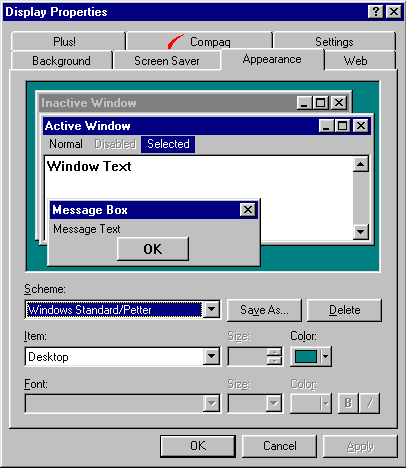 Display Properties
Plus! Compaq Settings
Background Screen Saver Appearance Web
Inactive Window
Active Window
Normal Disabled Selected
Window Text
Message Box
Message Text
OK
Scheme:
Windows Standard/Petter Save As... Delete
Item: Size: Color:
Desktop
Font: Size: Color:
B /
OK Cancel Apply